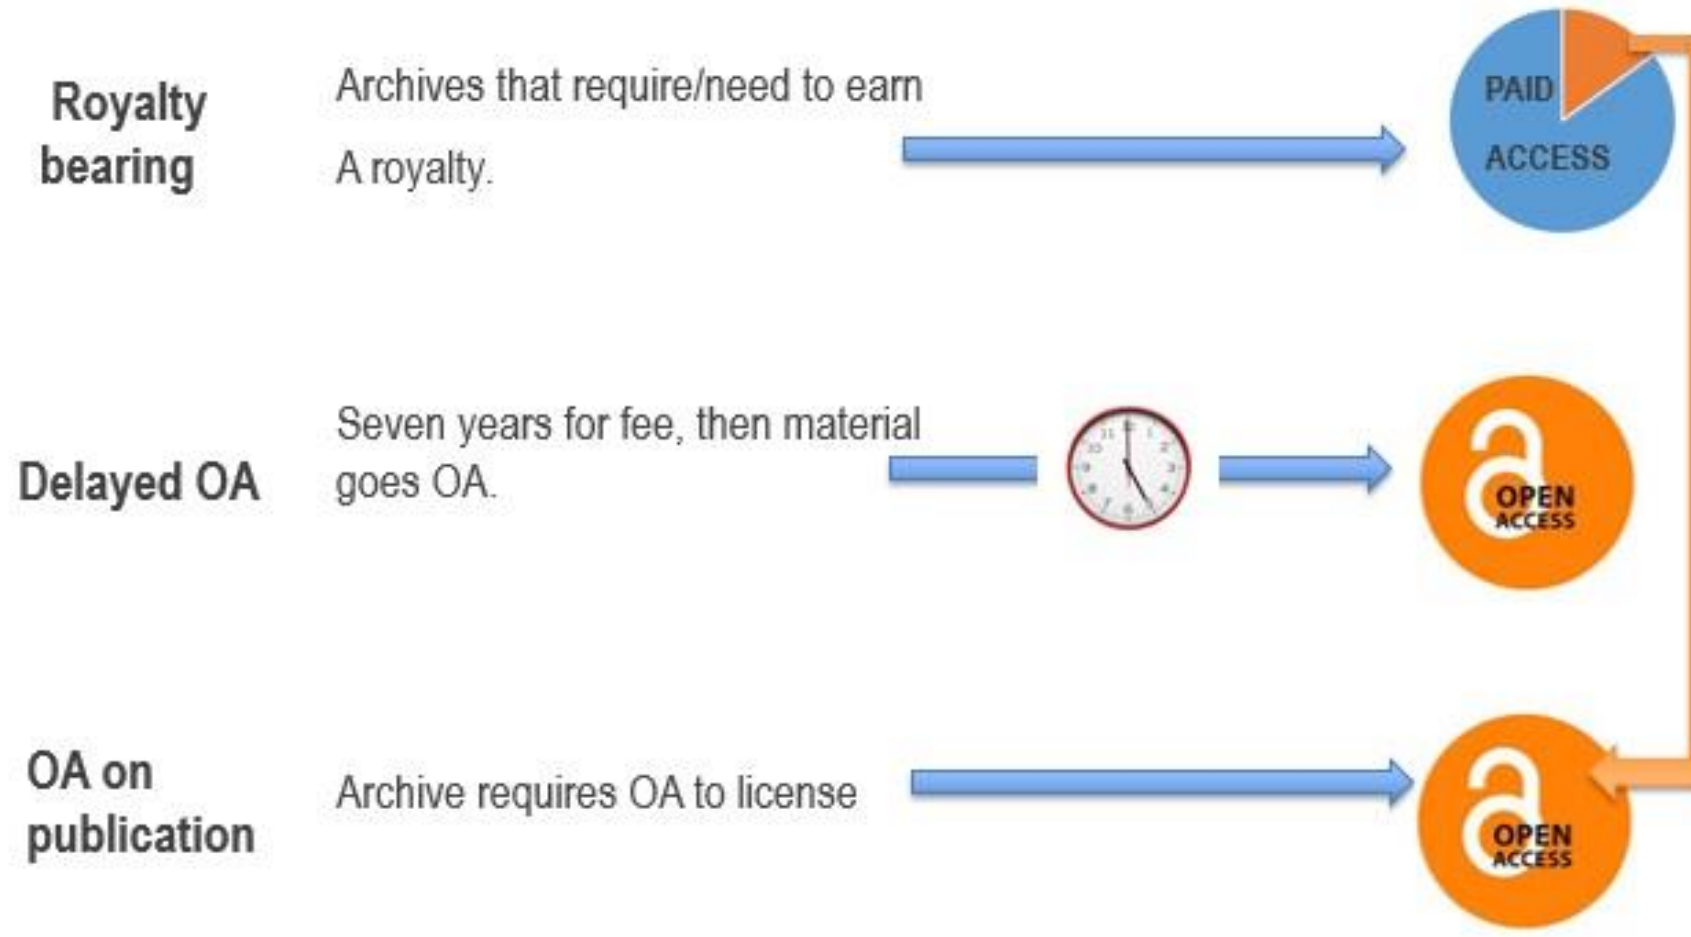 Royalty
bearing
Archives that require/need to earn
A royalty.
PAID
ACCESS
Delayed OA
Seven years for fee, then material
goes OA.
OPEN
ACCESS
OA on
publication
Archive requires OA to license
OPEN
ACCESS